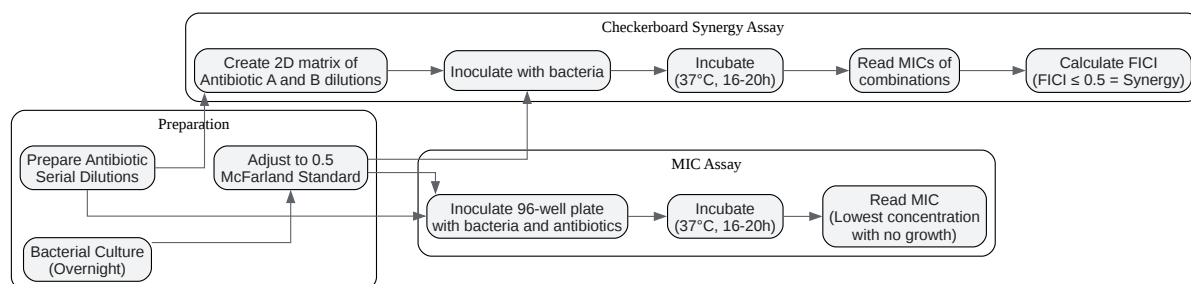 Checkerboard Synergy Assay
Create 2D matrix of
Antibiotic A and B dilutions
Inoculate with bacteria
Incubate
(37°C, 16-20h)
Read MICs of
combinations
Calculate FICI
(FICI ≤ 0.5 = Synergy)
Preparation
Prepare Antibiotic
Serial Dilutions
Adjust to 0.5
McFarland Standard
Bacterial Culture
(Overnight)
MIC Assay
Inoculate 96-well plate
with bacteria and antibiotics
Incubate
(37°C, 16-20h)
Read MIC
(Lowest concentration
with no growth)